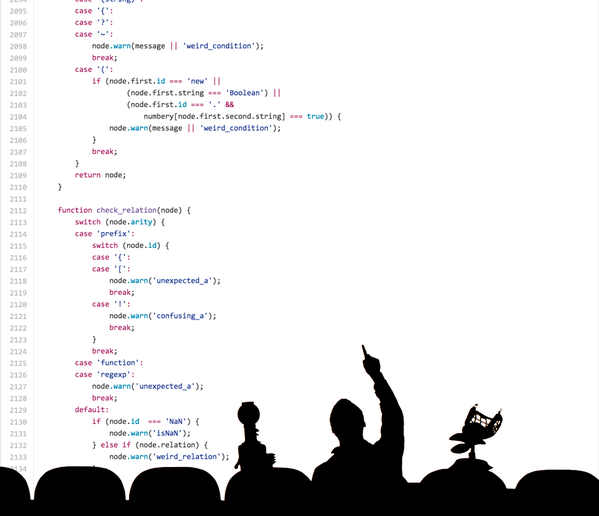 2094 case '(string)':
2095 case '{':
2096 case '?':
2097 case '~':
2098 node.warn(message || 'weird_condition');
2099 break;
2100 case '(':
2101 if (node.first.id === 'new' ||
2102 (node.first.string === 'Boolean') ||
2103 (node.first.id === '.' &&
2104 numbery[node.first.second.string] === true)) {
2105 node.warn(message || 'weird_condition');
2106 }
2107 break;
2108 }
2109 return node;
2110 }
2111
2112 function check_relation(node) {
2113 switch (node.arity) {
2114 case 'prefix':
2115 switch (node.id) {
2116 case '{':
2117 case '[':
2118 node.warn('unexpected_a');
2119 break;
2120 case '!':
2121 node.warn('confusing_a');
2122 break;
2123 }
2124 break;
2125 case 'function':
2126 case 'regexp':
2127 node.warn('unexpected_a');
2128 break;
2129 default:
2130 if (node.id === 'NaN') {
2131 node.warn('isNaN');
2132 } else if (node.relation) {
2133 node.warn('weird_relation');
2134